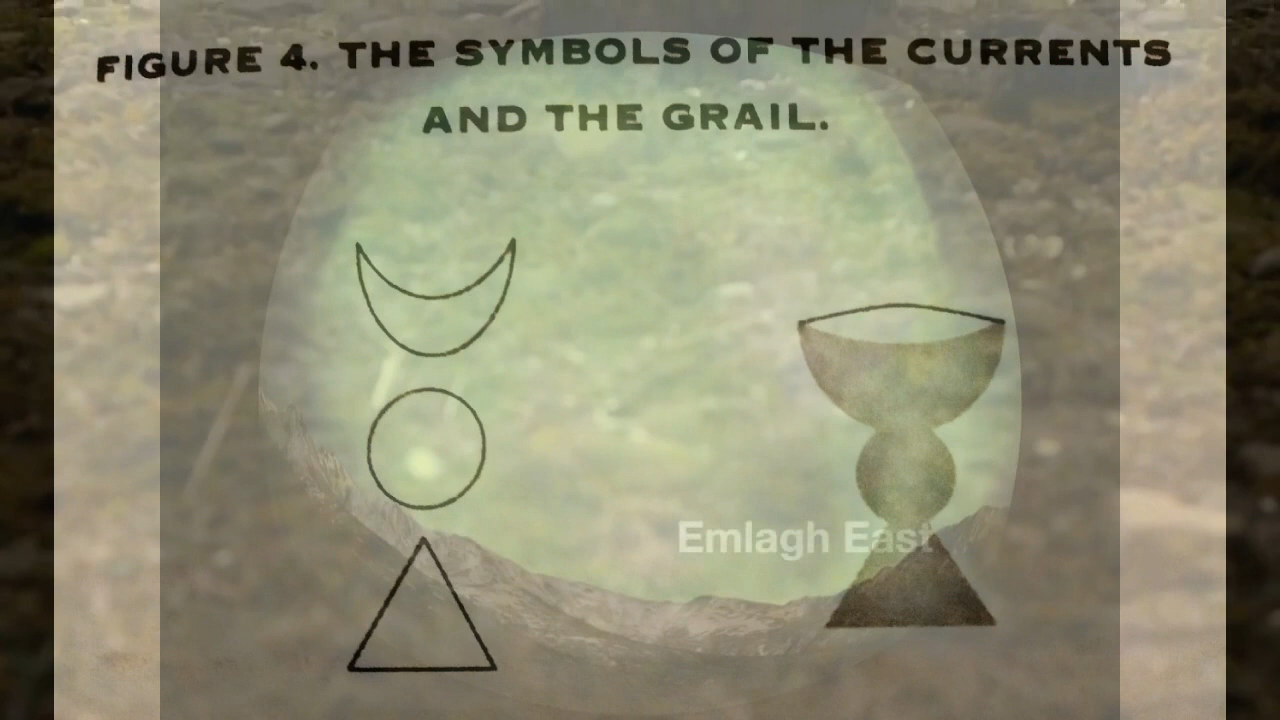 FIGURE 4. THE SYMBOLS OF THE CURRENTS
AND THE GRAIL.
Emlagh East